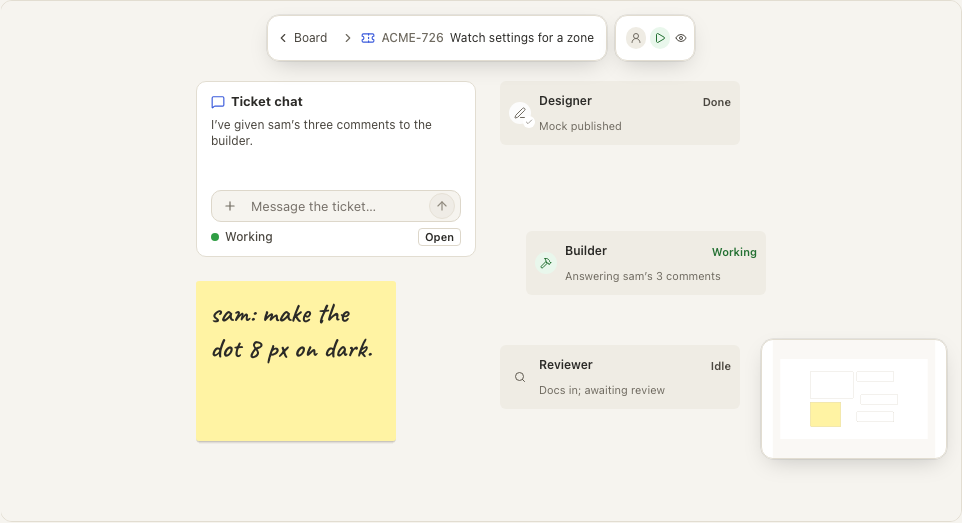 Board
ACME-726 Watch settings for a zone
Ticket chat
I’ve given sam’s three comments to the
builder.
Message the ticket...
Working
Open
sam: make the
dot 8 px on dark.
Designer
Done
Mock published
Builder
Working
Answering sam’s 3 comments
Reviewer
Idle
Docs in; awaiting review